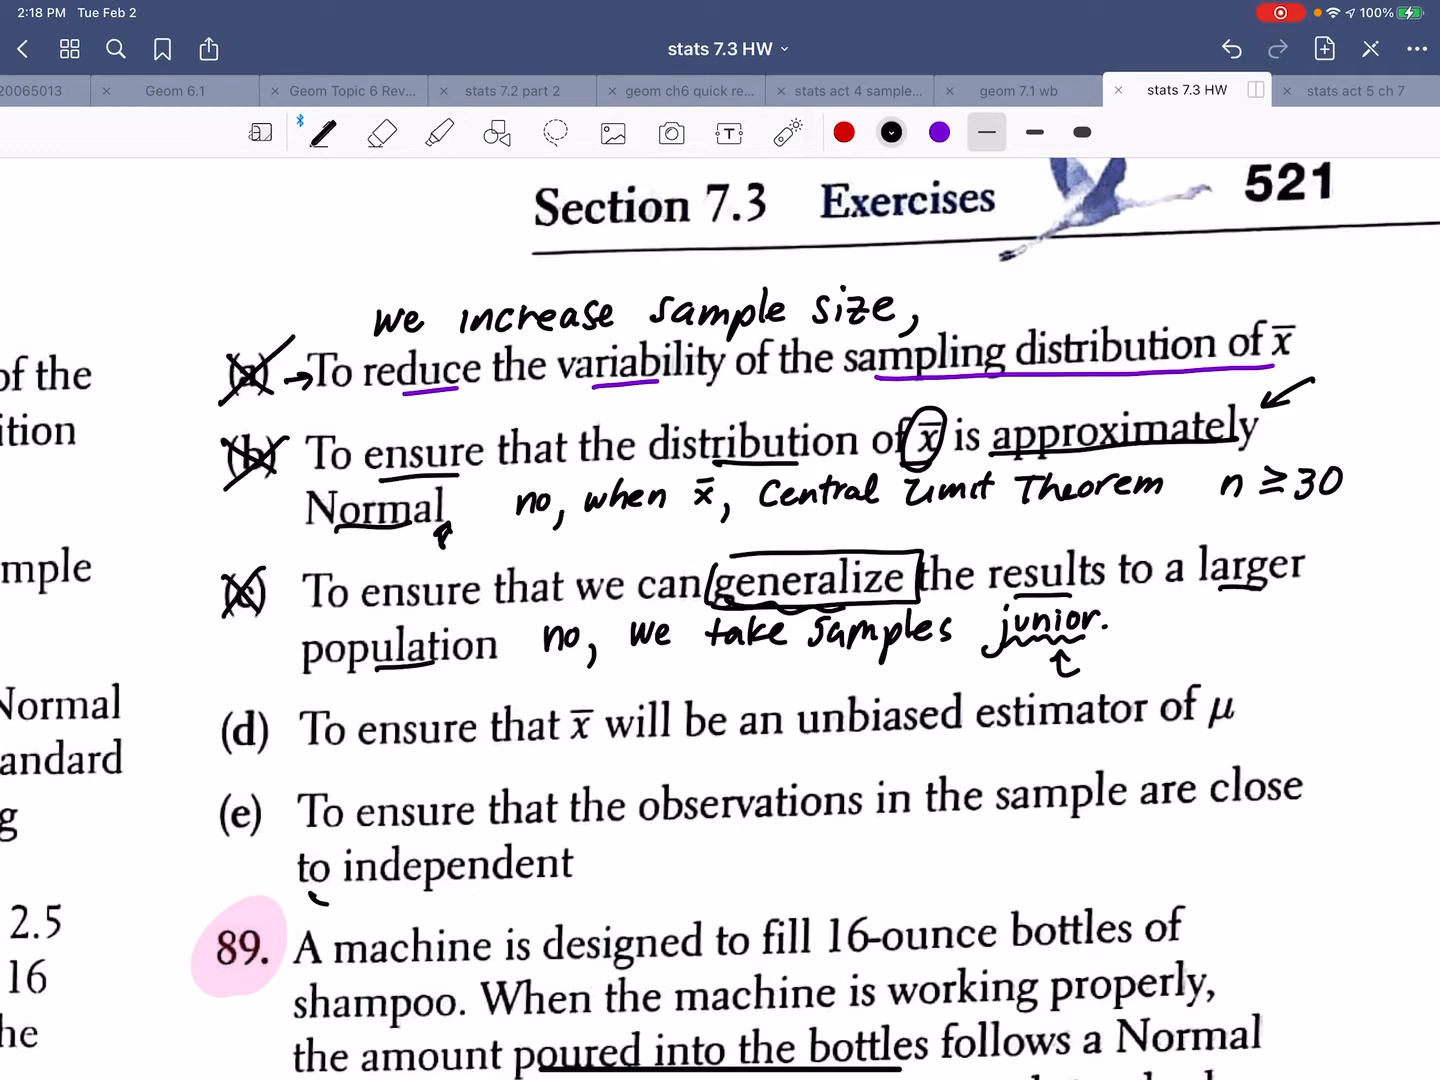 2:18 PM Tue Feb 2 100%
stats 7.3 HW
20065013 Geom 6.1 Geom Topic 6 Rev... stats 7.2 part 2 geom ch6 quick re... stats act 4 sample... geom 7.1 wb stats 7.3 HW stats act 5 ch 7
Section 7.3 Exercises 521
we increase sample size,
of the (a) → To reduce the variability of the sampling distribution of x̄
ition (b) To ensure that the distribution of x̄ is approximately
Normal no, when x̄, Central Limit Theorem n ≥ 30
mple (c) To ensure that we can generalize the results to a larger
population no, we take samples junior.
Normal (d) To ensure that x̄ will be an unbiased estimator of μ
andard
g (e) To ensure that the observations in the sample are close
to independent
2.5 89. A machine is designed to fill 16-ounce bottles of
16 shampoo. When the machine is working properly,
he the amount poured into the bottles follows a Normal